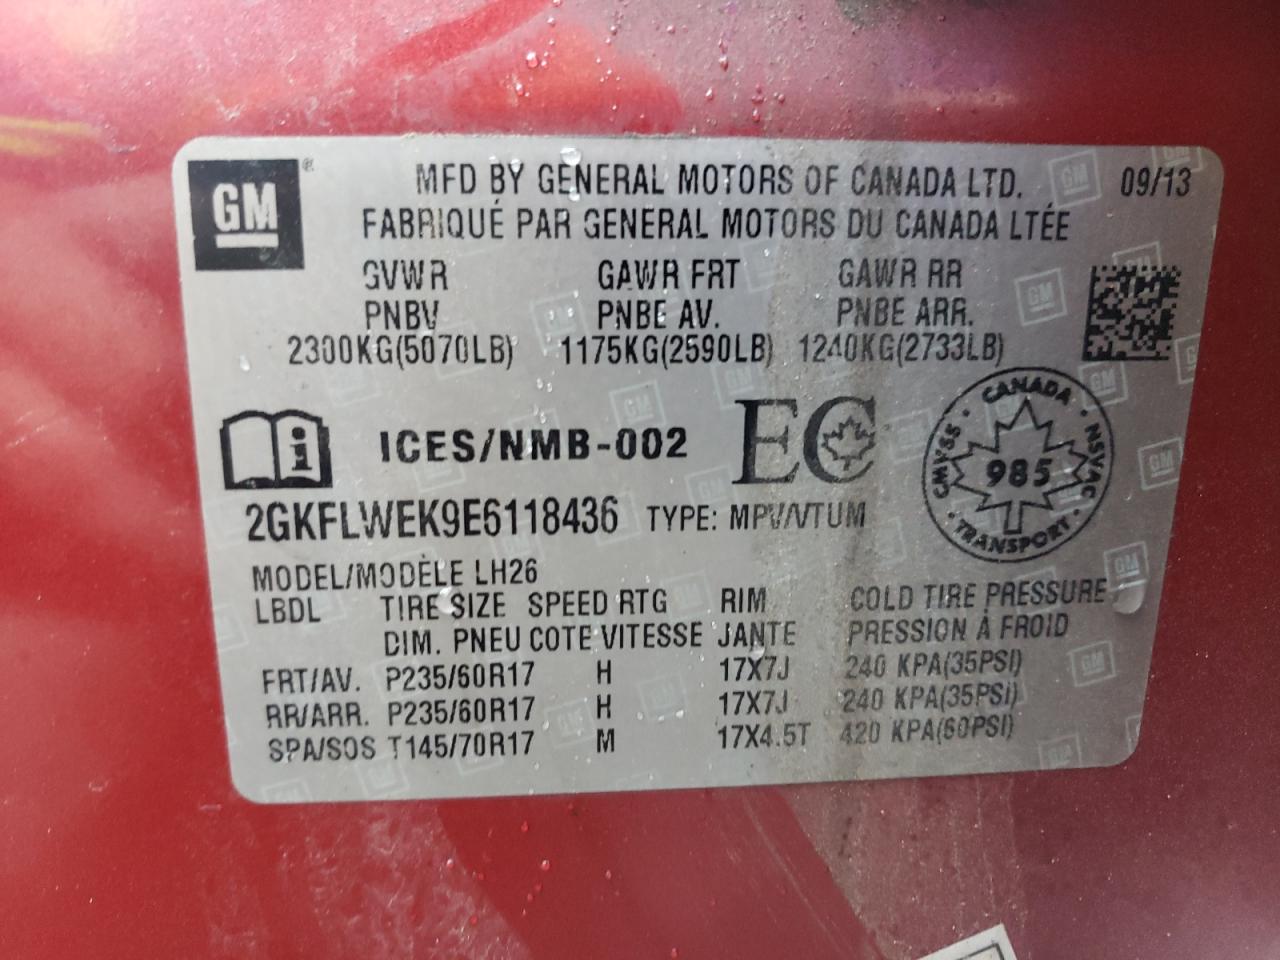 GM ®
MFD BY GENERAL MOTORS OF CANADA LTD. 09/13
FABRIQUÉ PAR GENERAL MOTORS DU CANADA LTÉE
GVWR GAWR FRT GAWR RR
PNBV PNBE AV. PNBE ARR.
2300KG(5070LB) 1175KG(2590LB) 1240KG(2733LB)
i ICES/NMB-002 EC
CANADA
CMVSS · 985 · NSVAC
TRANSPORT
2GKFLWEK9E6118436 TYPE: MPV/VTUM
MODEL/MODÈLE LH26
LBDL TIRE SIZE SPEED RTG RIM COLD TIRE PRESSURE
DIM. PNEU COTE VITESSE JANTE PRESSION À FROID
FRT/AV. P235/60R17 H 17X7J 240 KPA(35PSI)
RR/ARR. P235/60R17 H 17X7J 240 KPA(35PSI)
SPA/SOS T145/70R17 M 17X4.5T 420 KPA(60PSI)